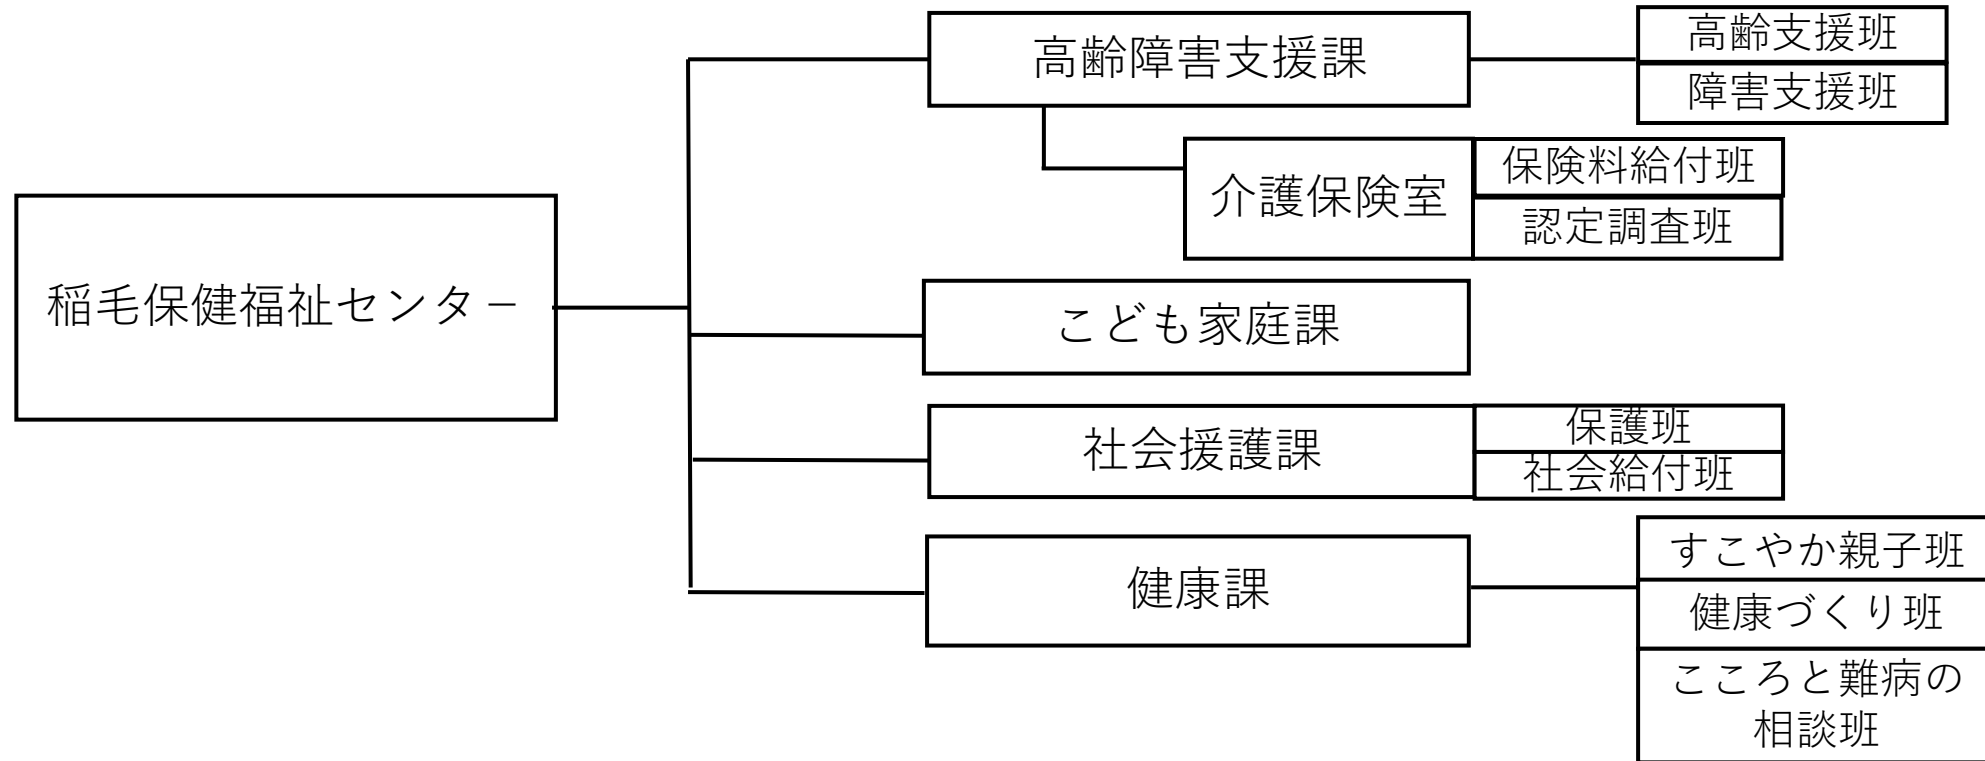 高齢障害支援課
高齢支援班
障害支援班
介護保険室
保険料給付班
認定調査班
稲毛保健福祉センター
こども家庭課
社会援護課
保護班
社会給付班
健康課
すこやか親子班
健康づくり班
こころと難病の
相談班